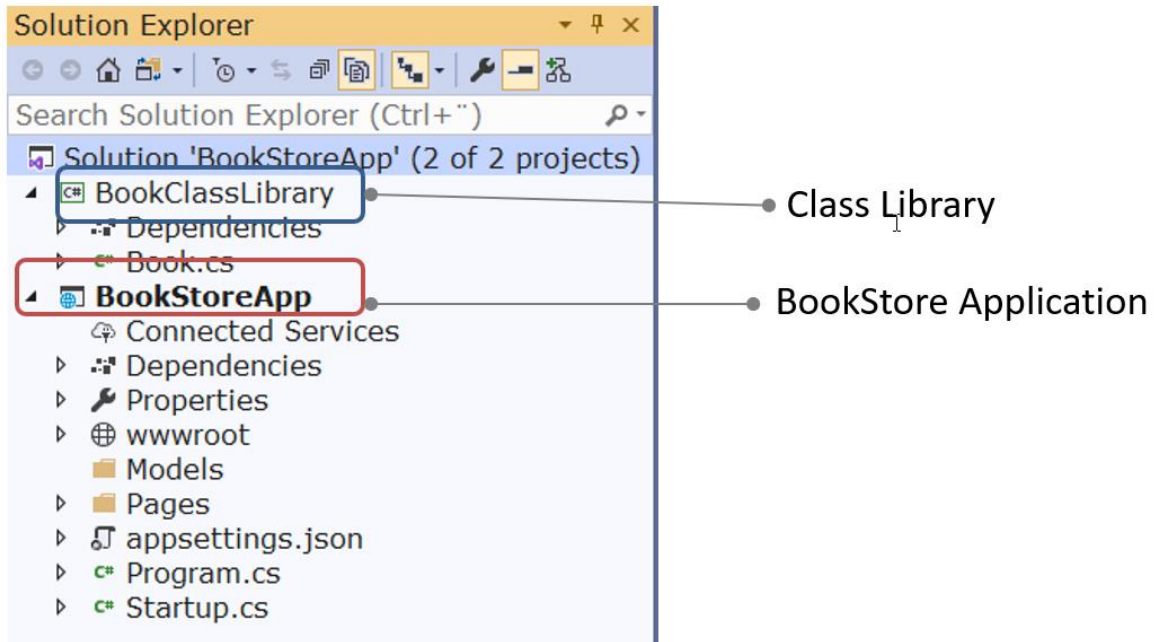 Solution Explorer
Search Solution Explorer (Ctrl+¨)
Solution 'BookStoreApp' (2 of 2 projects)
C# BookClassLibrary
Class Library
Dependencies
C# Book.cs
BookStoreApp
BookStore Application
Connected Services
Dependencies
Properties
wwwroot
Models
Pages
appsettings.json
C# Program.cs
C# Startup.cs